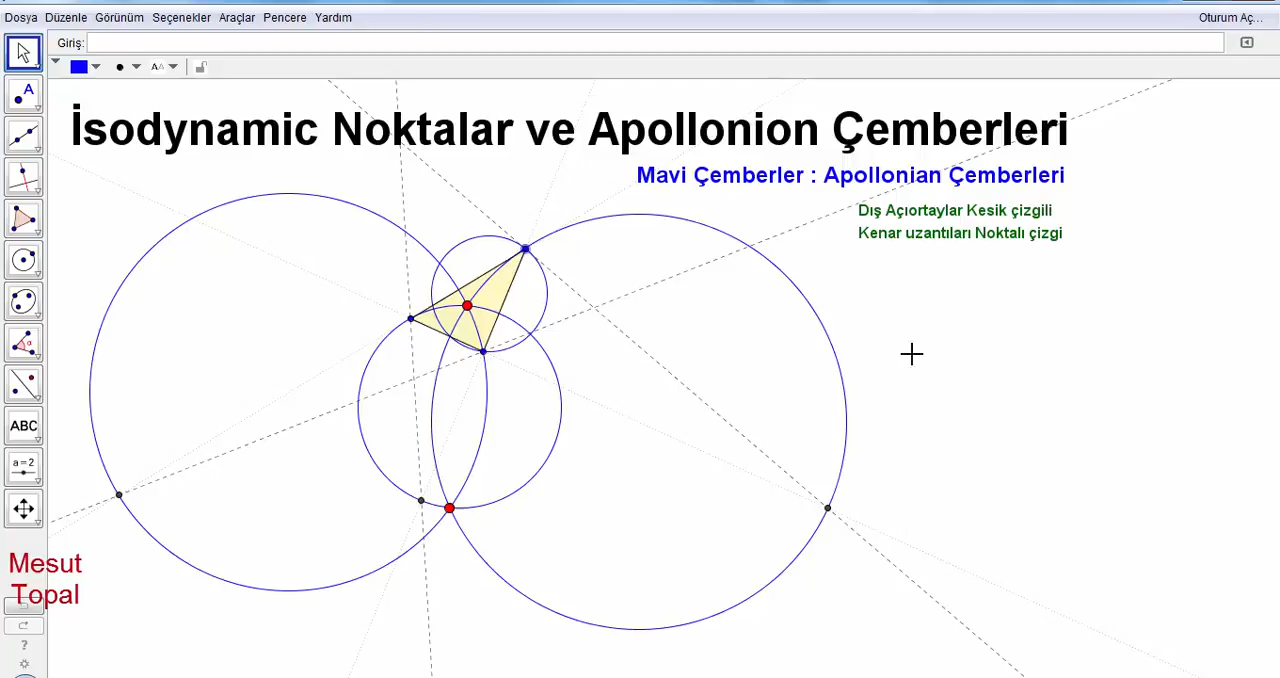 Dosya Düzenle Görünüm Seçenekler Araçlar Pencere Yardım Oturum Aç...
Giriş:
A A
A
α
ABC
a=2
İsodynamic Noktalar ve Apollonion Çemberleri
Mavi Çemberler : Apollonian Çemberleri
Dış Açıortaylar Kesik çizgili
Kenar uzantıları Noktalı çizgi
Mesut
Topal
?